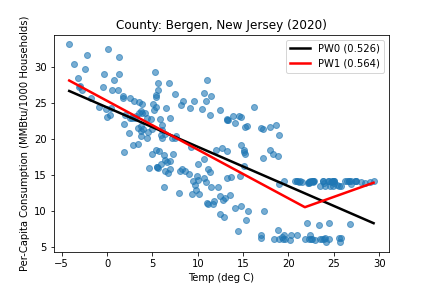 County: Bergen, New Jersey (2020)
Per-Capita Consumption (MMBtu/1000 Households)
30
25
20
15
10
5
PW0 (0.526)
PW1 (0.564)
−5 0 5 10 15 20 25 30
Temp (deg C)